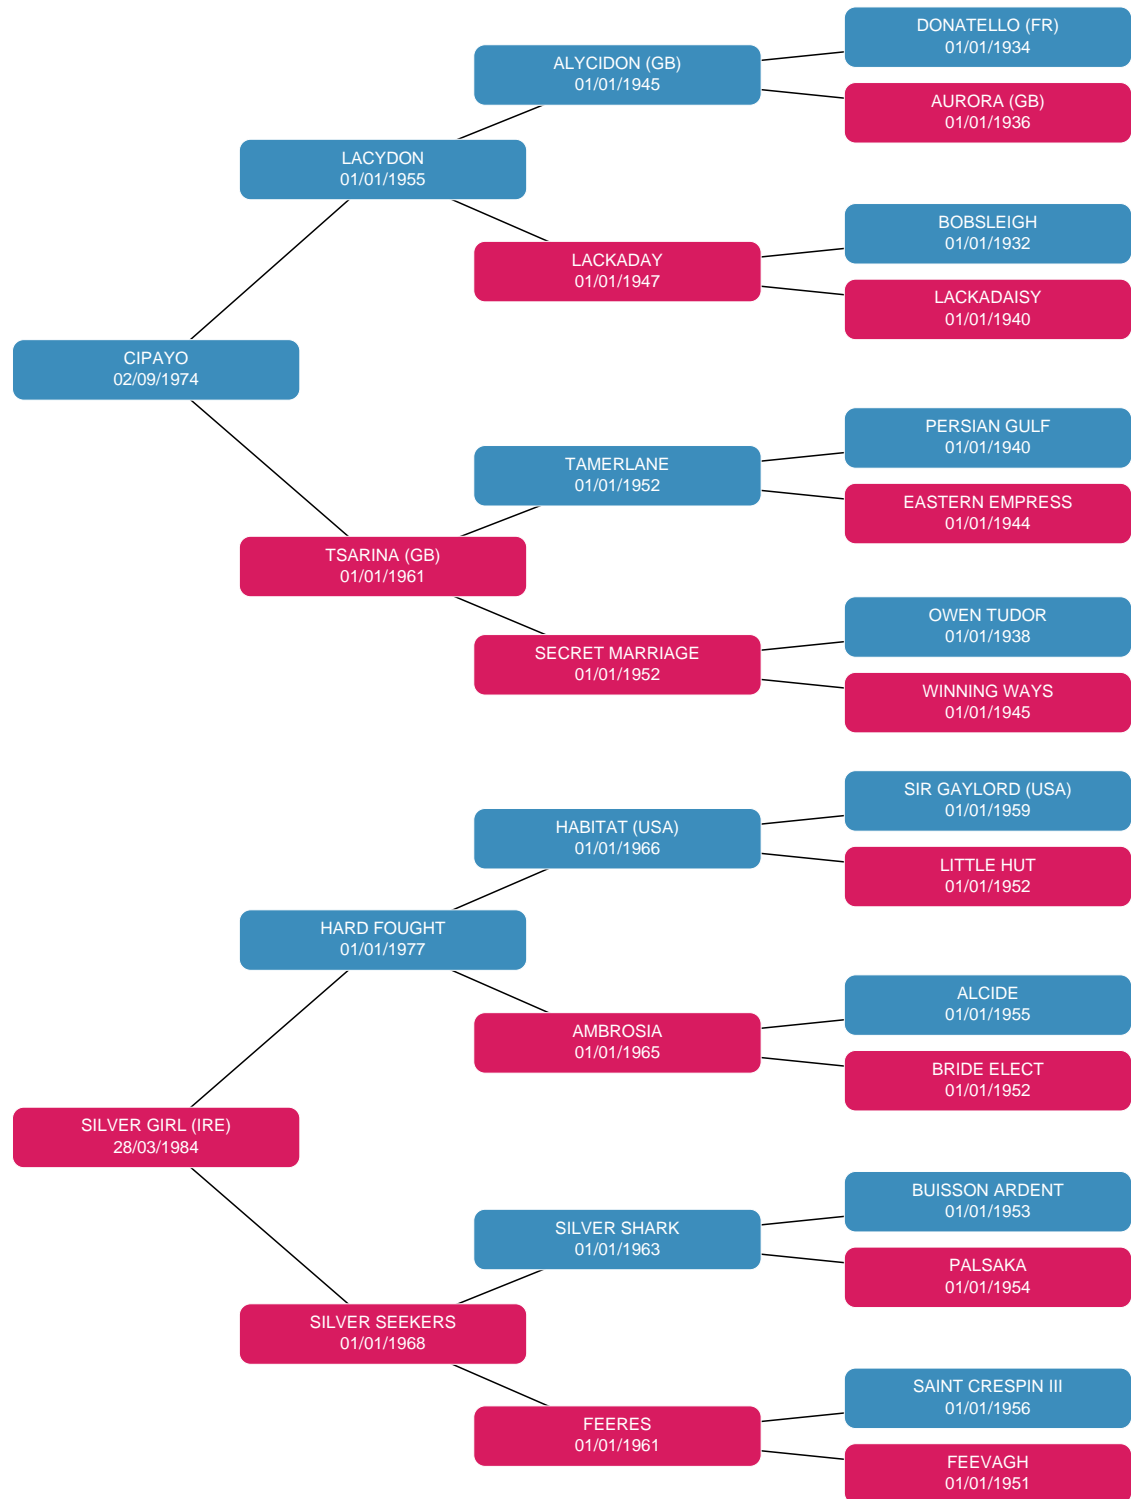 DONATELLO (FR)
01/01/1934
ALYCIDON (GB)
01/01/1945
AURORA (GB)
01/01/1936
LACYDON
01/01/1955
BOBSLEIGH
01/01/1932
LACKADAY
01/01/1947
LACKADAISY
01/01/1940
CIPAYO
02/09/1974
PERSIAN GULF
01/01/1940
TAMERLANE
01/01/1952
EASTERN EMPRESS
01/01/1944
TSARINA (GB)
01/01/1961
OWEN TUDOR
01/01/1938
SECRET MARRIAGE
01/01/1952
WINNING WAYS
01/01/1945
SIR GAYLORD (USA)
01/01/1959
HABITAT (USA)
01/01/1966
LITTLE HUT
01/01/1952
HARD FOUGHT
01/01/1977
ALCIDE
01/01/1955
AMBROSIA
01/01/1965
BRIDE ELECT
01/01/1952
SILVER GIRL (IRE)
28/03/1984
BUISSON ARDENT
01/01/1953
SILVER SHARK
01/01/1963
PALSAKA
01/01/1954
SILVER SEEKERS
01/01/1968
SAINT CRESPIN III
01/01/1956
FEERES
01/01/1961
FEEVAGH
01/01/1951